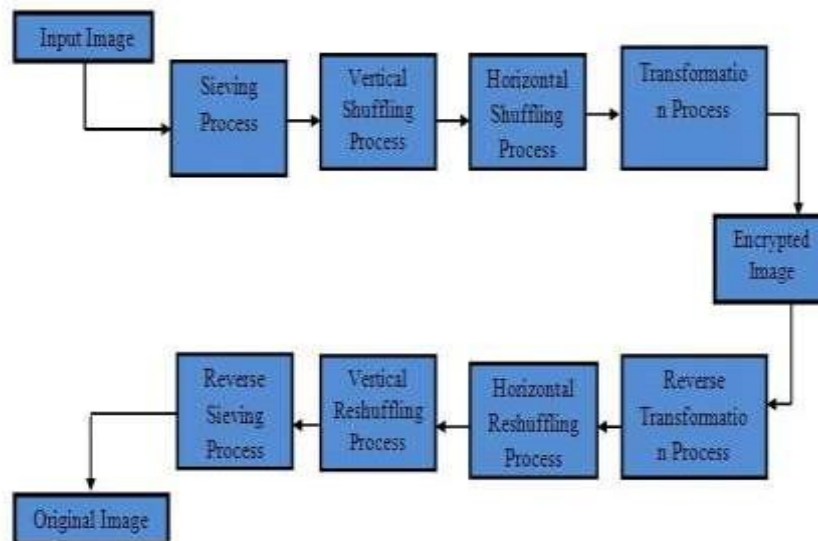 Input Image
Sieving
Process
Vertical
Shuffling
Process
Horizontal
Shuffling
Process
Transformatio
n Process
Encrypted
Image
Reverse
Transformatio
n Process
Horizontal
Reshuffling
Process
Vertical
Reshuffling
Process
Reverse
Sieving
Process
Original Image